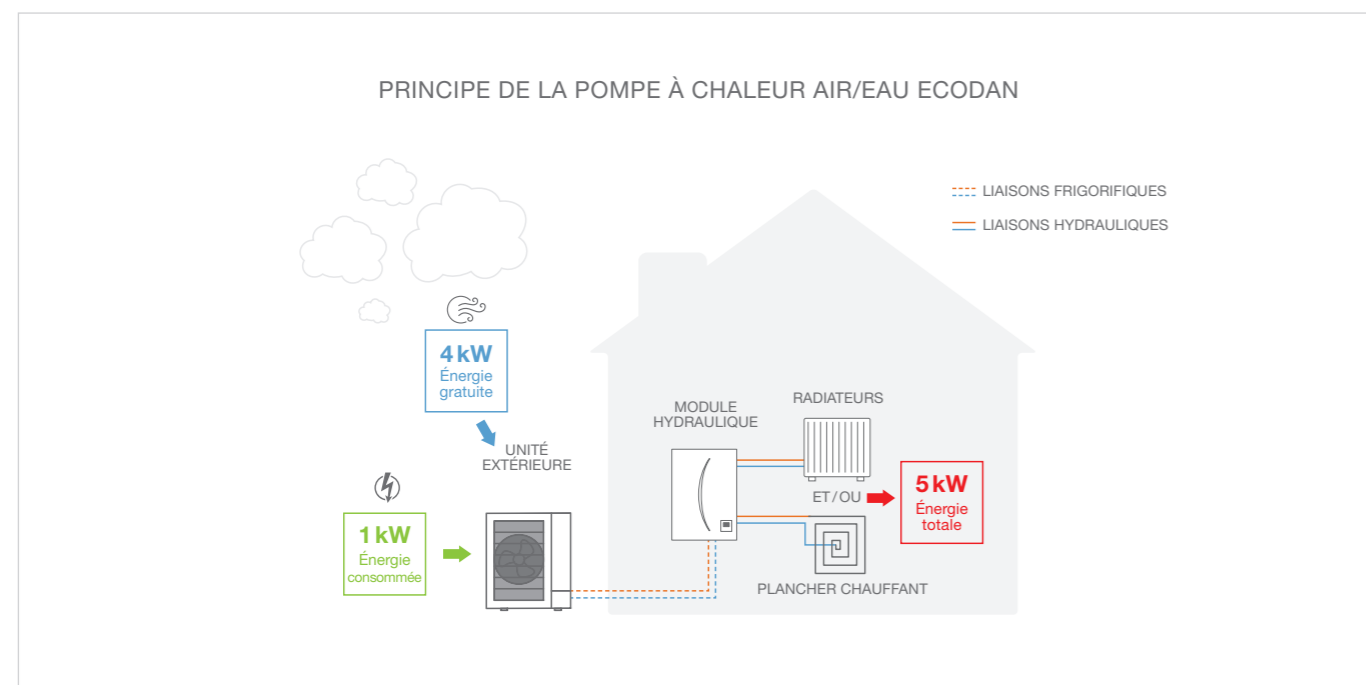 PRINCIPE DE LA POMPE À CHALEUR AIR/EAU ECODAN
LIAISONS FRIGORIFIQUES
LIAISONS HYDRAULIQUES
4 kW
Énergie
gratuite
UNITÉ
EXTÉRIEURE
1 kW
Énergie
consommée
MODULE
HYDRAULIQUE
RADIATEURS
ET / OU
5 kW
Énergie
totale
PLANCHER CHAUFFANT